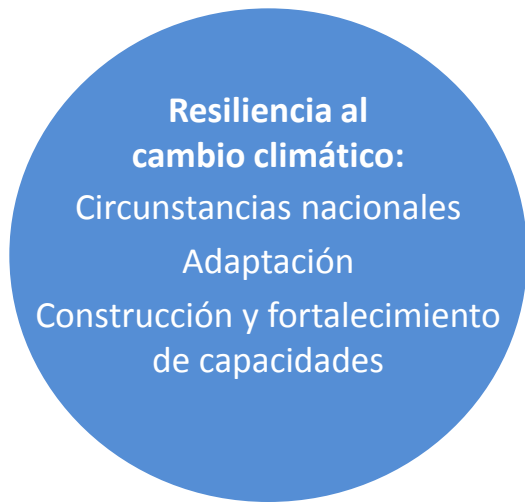 Resiliencia al
cambio climático:
Circunstancias nacionales
Adaptación
Construcción y fortalecimiento
de capacidades